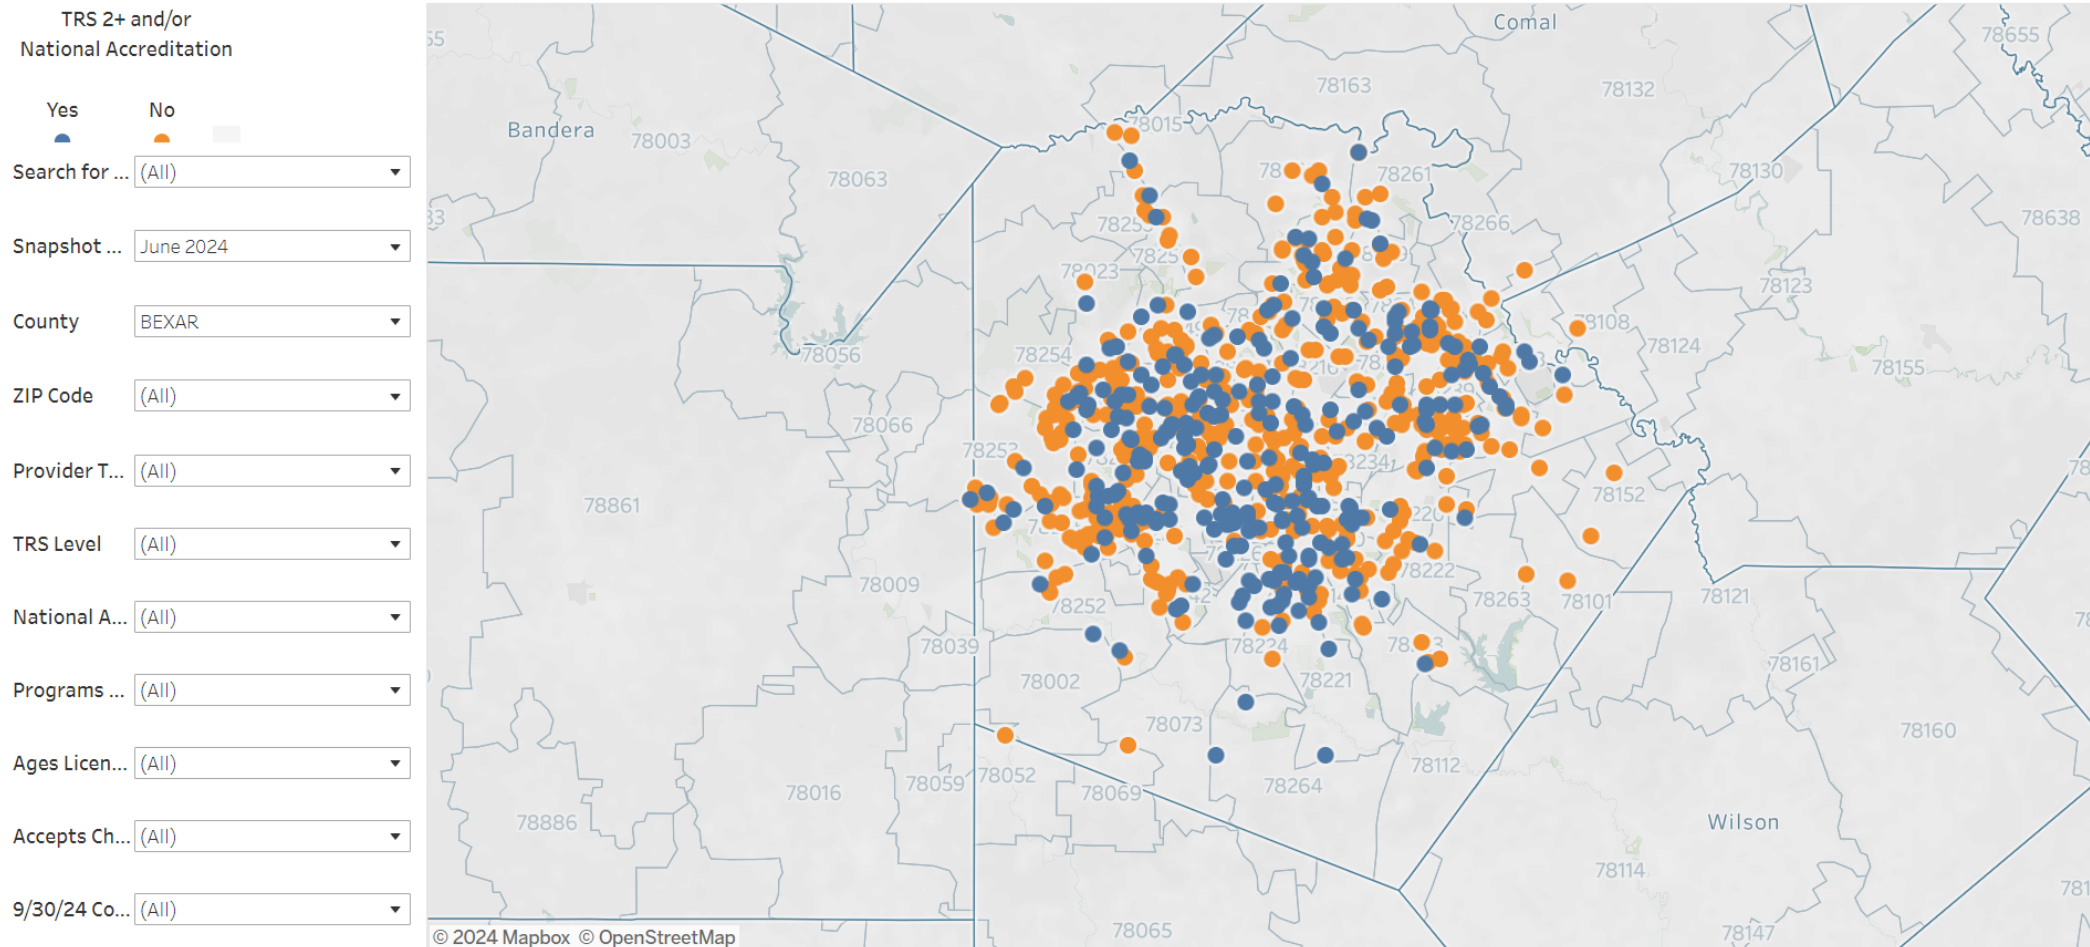 TRS 2+ and/or
National Accreditation
Yes No
Search for ... (All)
Snapshot ... June 2024
County BEXAR
ZIP Code (All)
Provider T... (All)
TRS Level (All)
National A... (All)
Programs ... (All)
Ages Licen... (All)
Accepts Ch... (All)
9/30/24 Co... (All)
Comal
78655
78163
78132
78015
Bandera
78003
78063
78261
78130
78266
78638
78023
78123
78108
78056
78254
78124
78155
78066
78253
78234
78861
78152
78009
78222
78252
78263
78101
78121
78039
78224
78161
78002
78221
78073
78160
78112
78052
78059
78016
78069
78264
78886
Wilson
78114
78065
78147
© 2024 Mapbox © OpenStreetMap